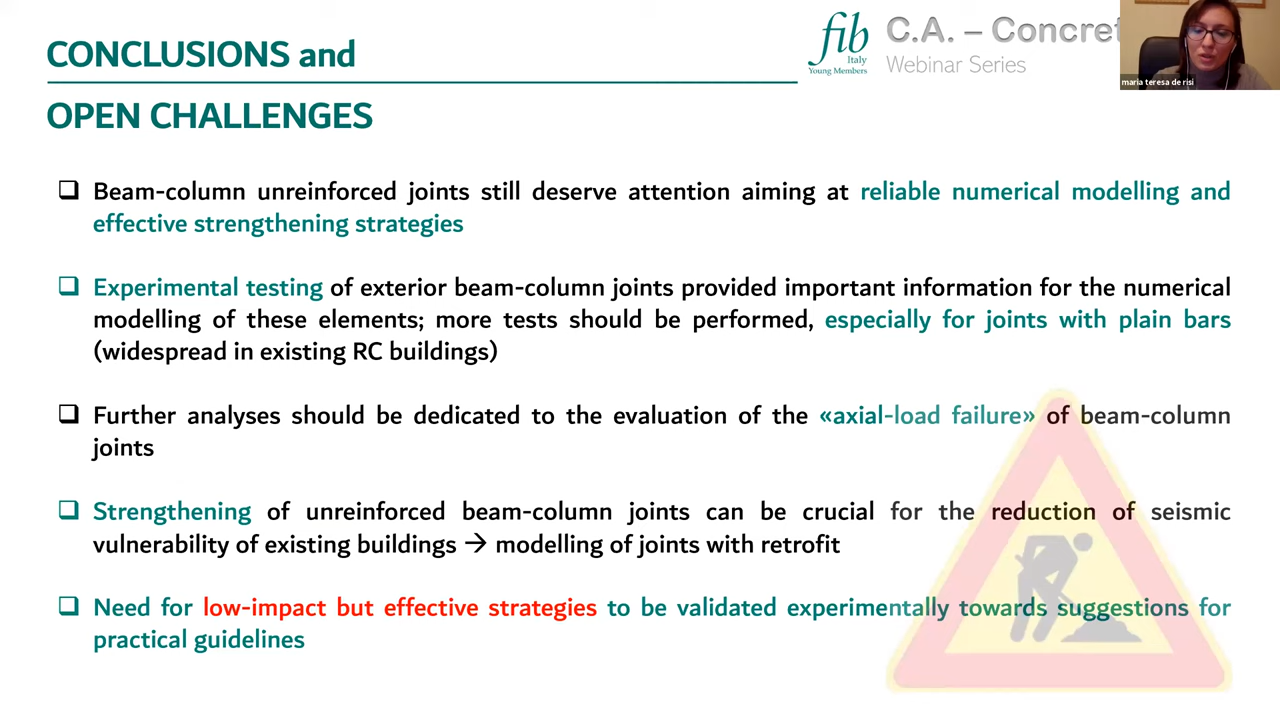 CONCLUSIONS and
OPEN CHALLENGES
fib
Italy
Young Members
C.A. – Concret
Webinar Series
maria teresa de risi
Beam-column unreinforced joints still deserve attention aiming at reliable numerical modelling and
effective strengthening strategies
Experimental testing of exterior beam-column joints provided important information for the numerical
modelling of these elements; more tests should be performed, especially for joints with plain bars
(widespread in existing RC buildings)
Further analyses should be dedicated to the evaluation of the «axial-load failure» of beam-column
joints
Strengthening of unreinforced beam-column joints can be crucial for the reduction of seismic
vulnerability of existing buildings → modelling of joints with retrofit
Need for low-impact but effective strategies to be validated experimentally towards suggestions for
practical guidelines